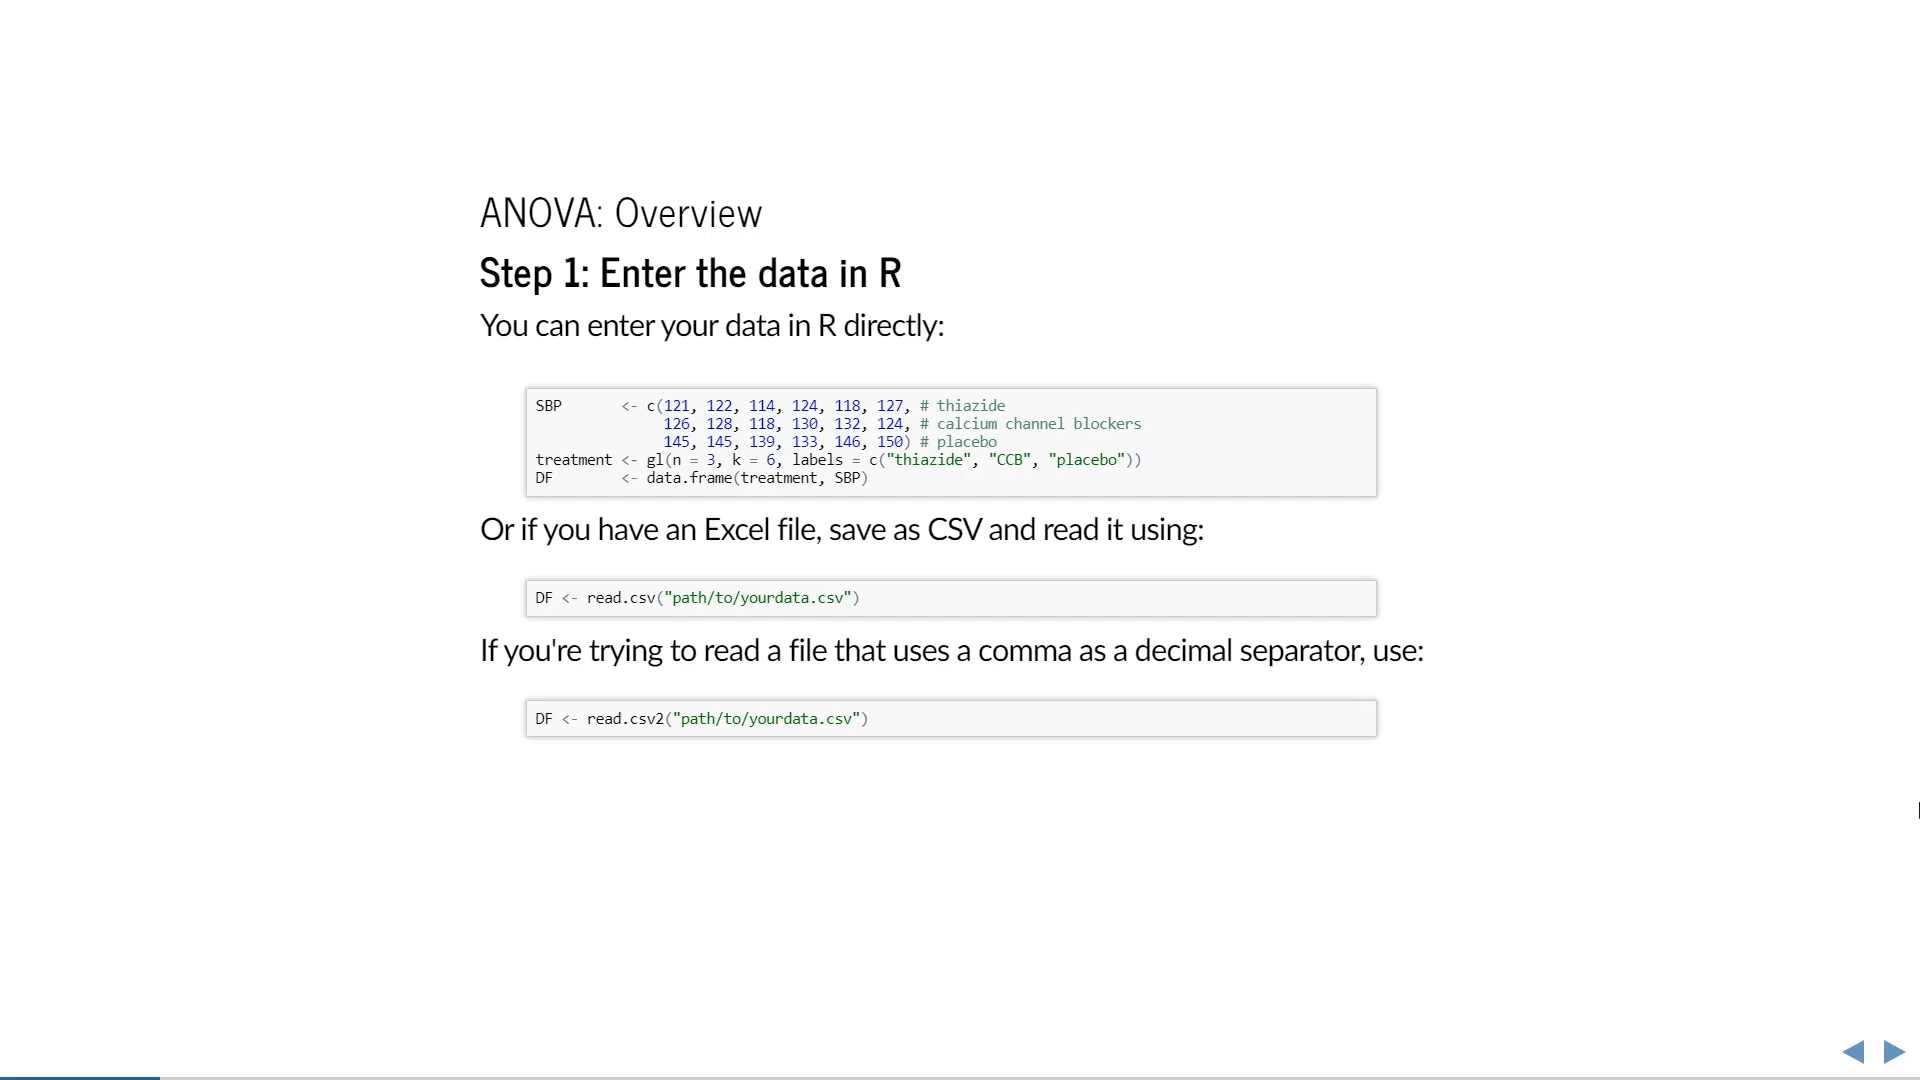 ANOVA: Overview
Step 1: Enter the data in R
You can enter your data in R directly:
SBP       <- c(121, 122, 114, 124, 118, 127, # thiazide
               126, 128, 118, 130, 132, 124, # calcium channel blockers
               145, 145, 139, 133, 146, 150) # placebo
treatment <- gl(n = 3, k = 6, labels = c("thiazide", "CCB", "placebo"))
DF        <- data.frame(treatment, SBP)
Or if you have an Excel file, save as CSV and read it using:
DF <- read.csv("path/to/yourdata.csv")
If you're trying to read a file that uses a comma as a decimal separator, use:
DF <- read.csv2("path/to/yourdata.csv")